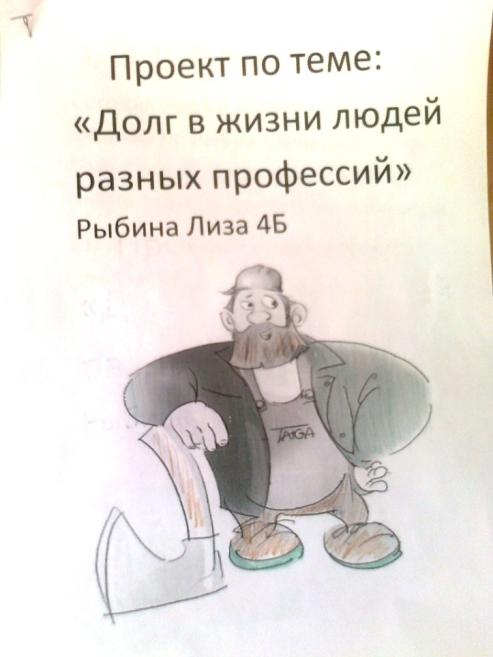 Проект по теме:
«Долг в жизни людей
разных профессий»
Рыбина Лиза 4Б
TAIGA